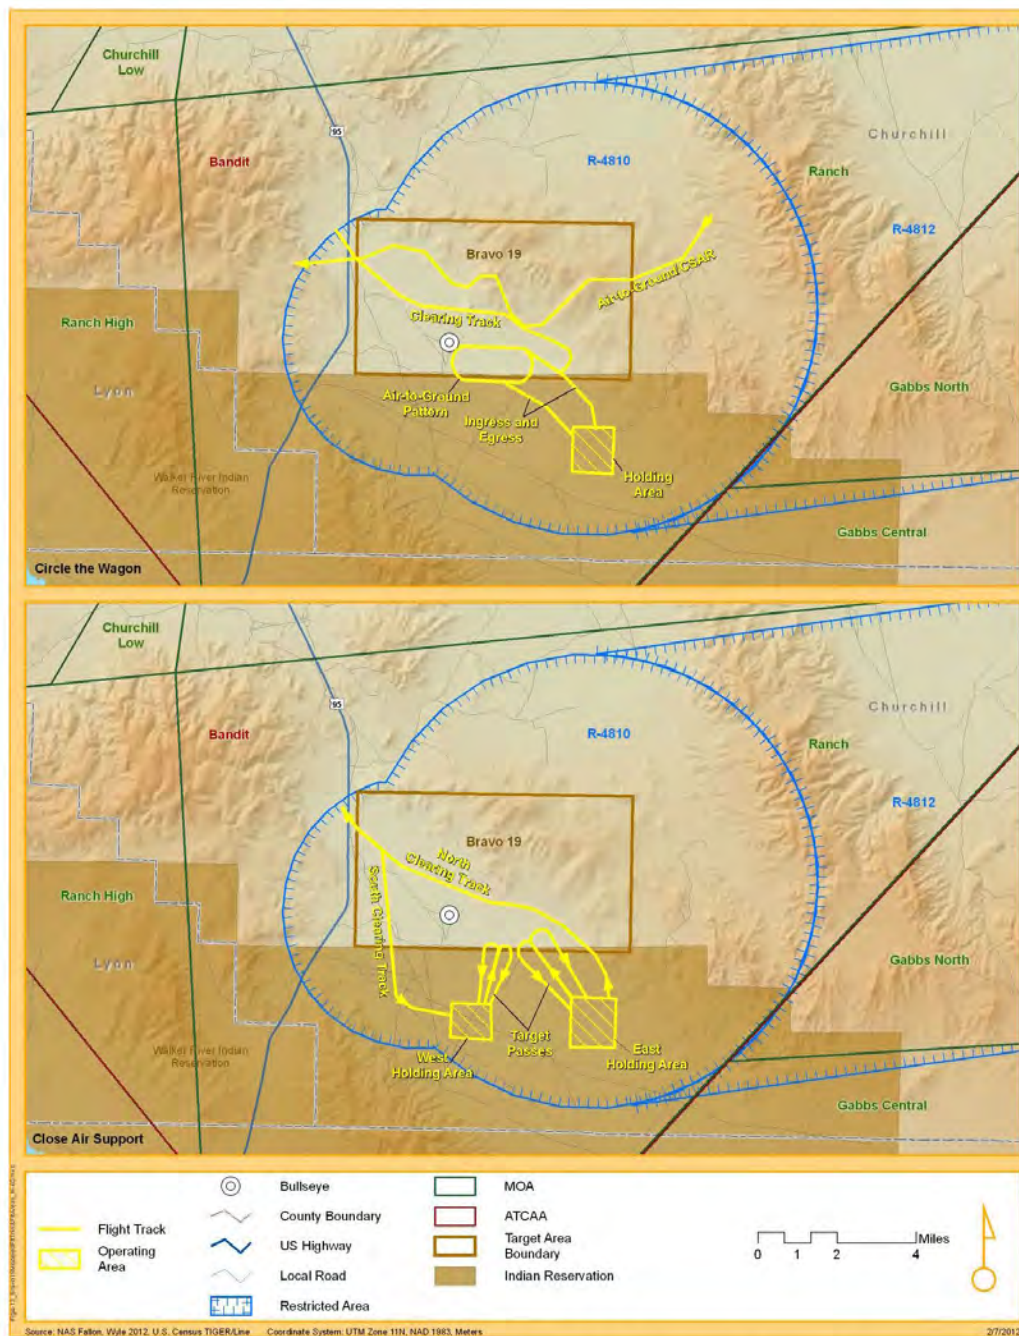 Churchill
Low
95
Bandit
R-4810
Churchill
Ranch
R-4812
Bravo 19
Air-to-Ground CSAR
Clearing Track
Ranch High
Lyon
Air-to-Ground
Pattern
Ingress and
Egress
Gabbs North
Walker River Indian
Reservation
Holding
Area
Gabbs Central
Circle the Wagon
Churchill
Low
95
Bandit
R-4810
Churchill
Ranch
R-4812
Bravo 19
North
Clearing Track
South Clearing Track
Ranch High
Lyon
Gabbs North
Walker River Indian
Reservation
West
Holding Area
Target
Passes
East
Holding Area
Gabbs Central
Close Air Support
Flight Track
Operating
Area
Bullseye
County Boundary
US Highway
Local Road
Restricted Area
MOA
ATCAA
Target Area
Boundary
Indian Reservation
Miles
0 1 2 4
Source: NAS Fallon, Wyle 2012, U.S. Census TIGER/Line Coordinate System: UTM Zone 11N, NAD 1983, Meters
2/7/2012